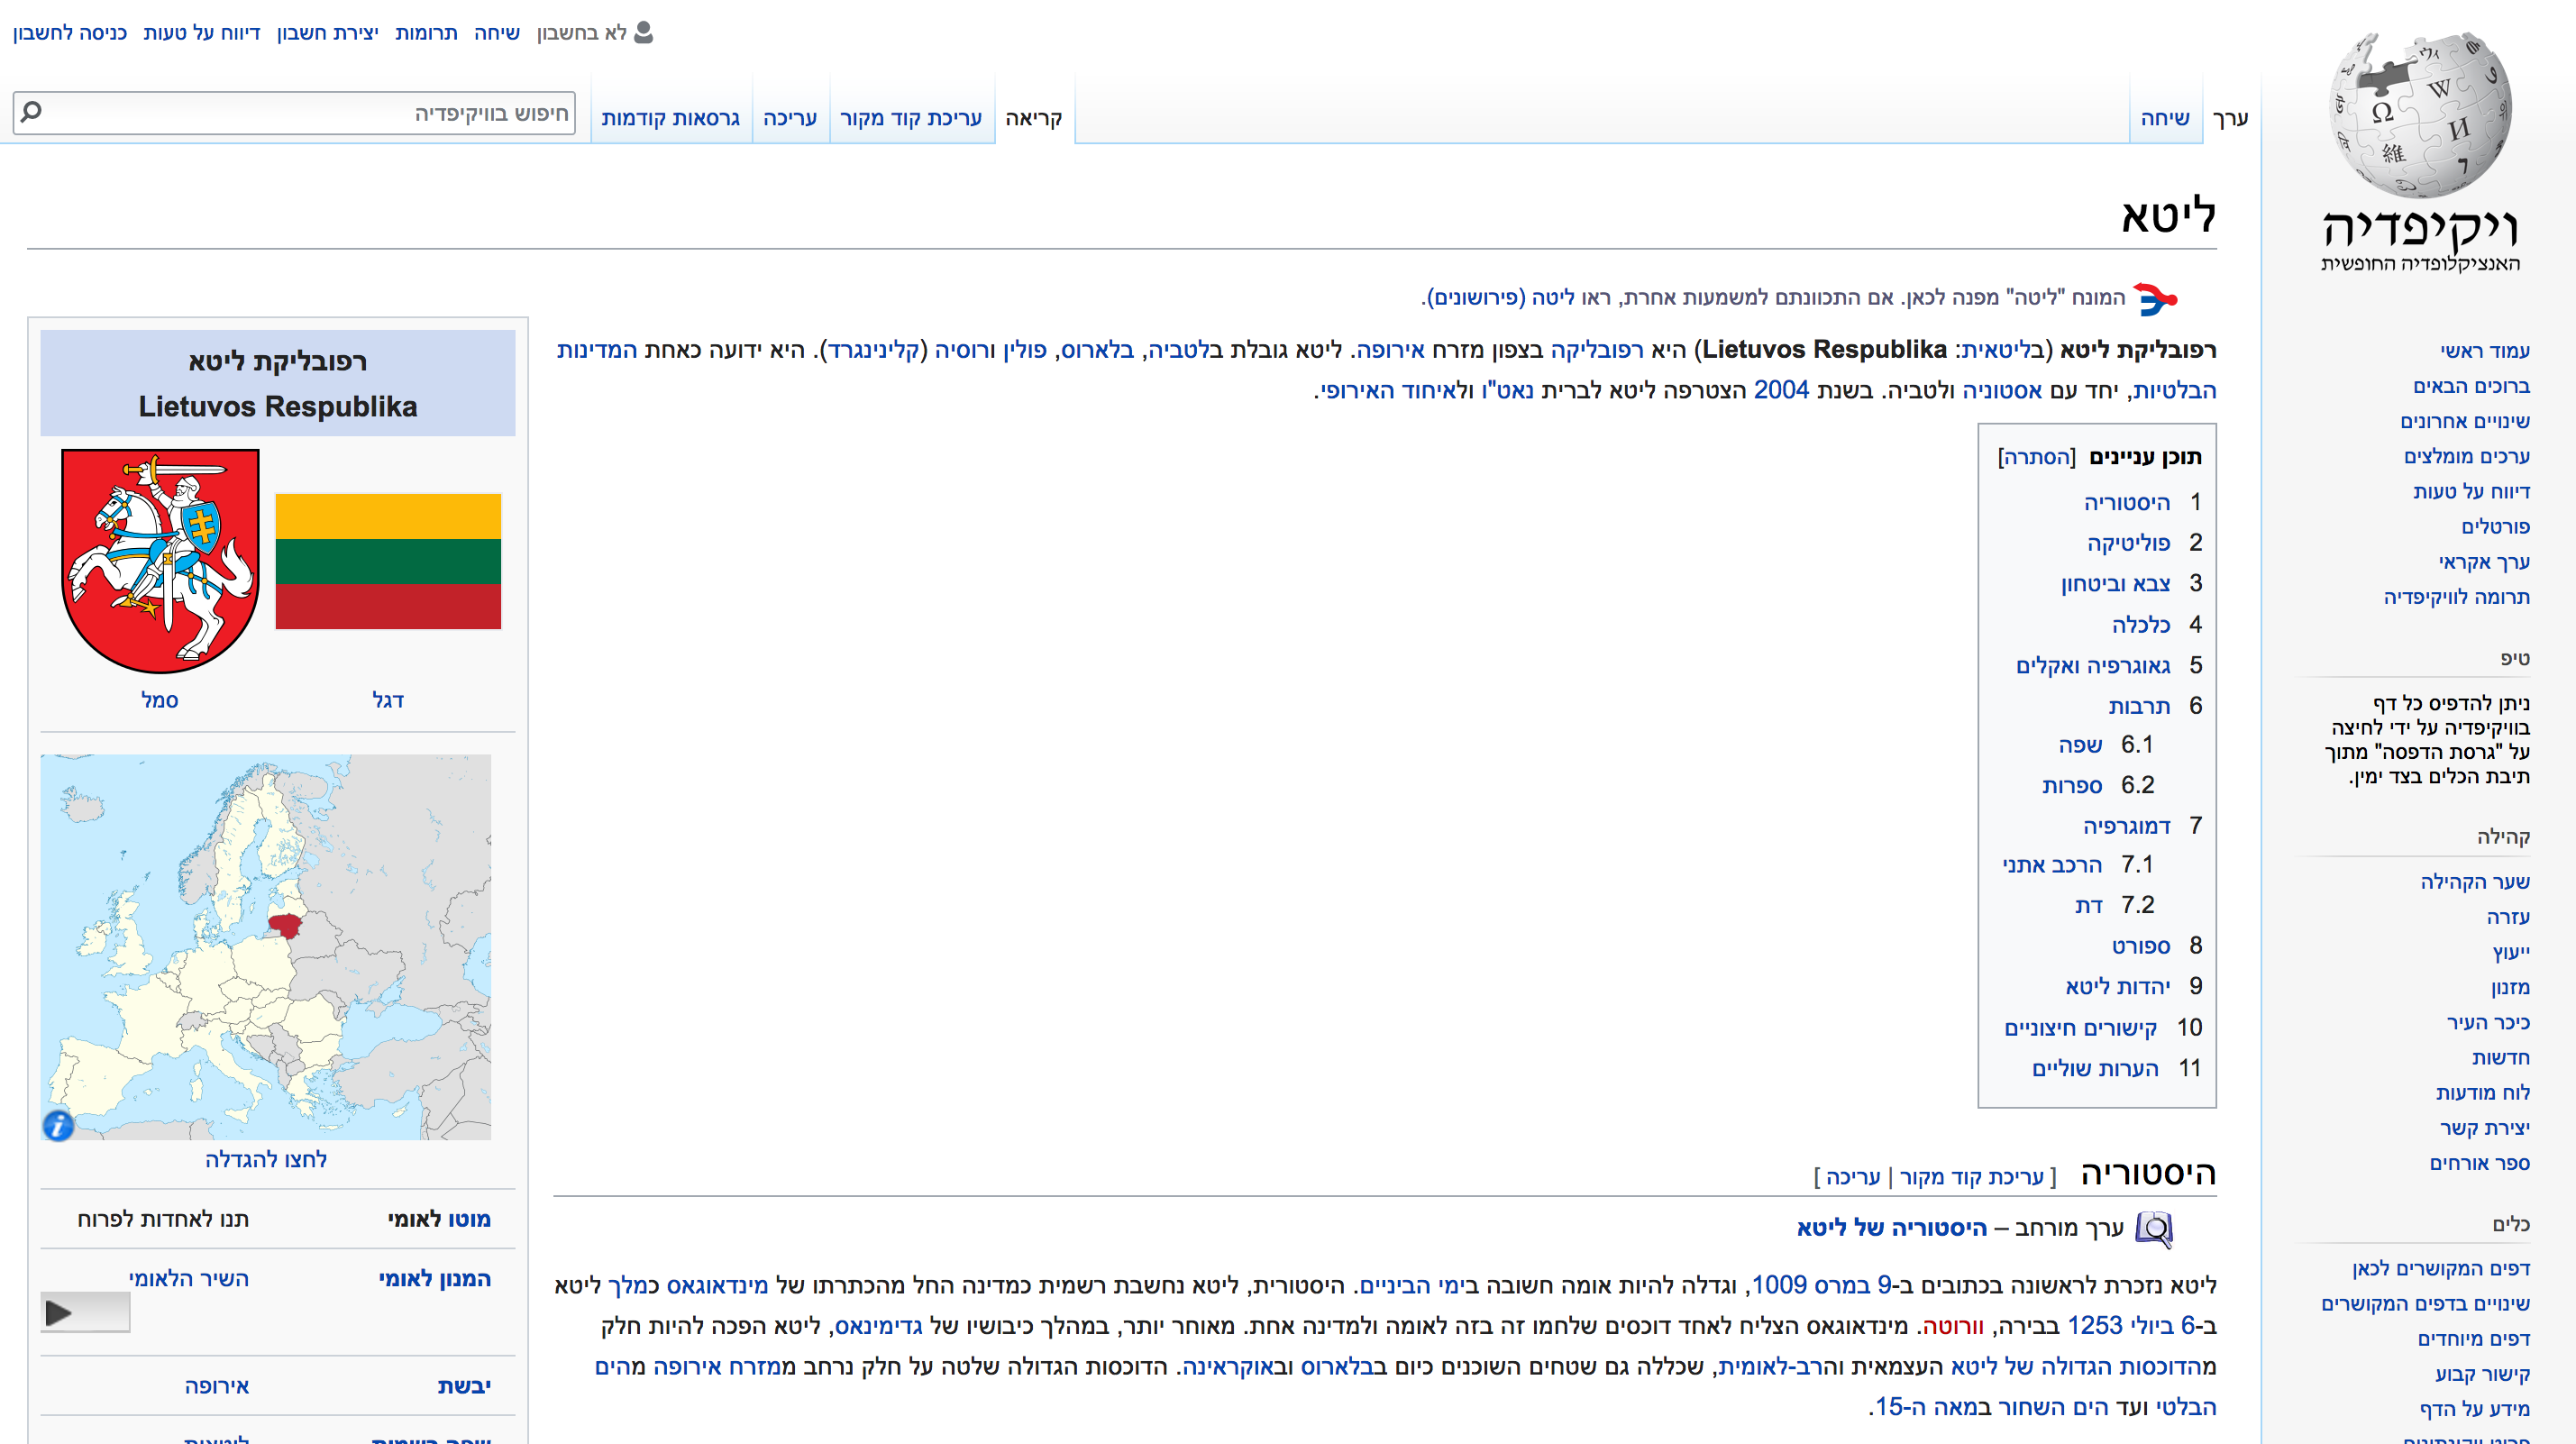 לא בחשבון שיחה תרומות יצירת חשבון דיווח על טעות כניסה לחשבון
ערך שיחה
קריאה עריכת קוד מקור עריכה גרסאות קודמות
חיפוש בוויקיפדיה
ויקיפדיה
האנציקלופדיה החופשית
עמוד ראשי
ברוכים הבאים
שינויים אחרונים
ערכים מומלצים
דיווח על טעות
פורטלים
ערך אקראי
תרומה לוויקיפדיה
טיפ
ניתן להדפיס כל דף
בוויקיפדיה על ידי לחיצה
על "גרסת הדפסה" מתוך
תיבת הכלים בצד ימין.
קהילה
שער הקהילה
עזרה
ייעוץ
מזנון
כיכר העיר
חדשות
לוח מודעות
יצירת קשר
ספר אורחים
כלים
דפים המקושרים לכאן
שינויים בדפים המקושרים
דפים מיוחדים
קישור קבוע
מידע על הדף
ליטא
המונח "ליטה" מפנה לכאן. אם התכוונתם למשמעות אחרת, ראו ליטה (פירושונים).
רפובליקת ליטא (בליטאית: Lietuvos Respublika) היא רפובליקה בצפון מזרח אירופה. ליטא גובלת בלטביה, בלארוס, פולין ורוסיה (קלינינגרד). היא ידועה כאחת המדינות
הבלטיות, יחד עם אסטוניה ולטביה. בשנת 2004 הצטרפה ליטא לברית נאט"ו ולאיחוד האירופי.
תוכן עניינים [הסתרה]
1 היסטוריה
2 פוליטיקה
3 צבא וביטחון
4 כלכלה
5 גאוגרפיה ואקלים
6 תרבות
6.1 שפה
6.2 ספרות
7 דמוגרפיה
7.1 הרכב אתני
7.2 דת
8 ספורט
9 יהדות ליטא
10 קישורים חיצוניים
11 הערות שוליים
היסטוריה [ עריכת קוד מקור | עריכה ]
ערך מורחב – היסטוריה של ליטא
ליטא נזכרת לראשונה בכתובים ב-9 במרס 1009, וגדלה להיות אומה חשובה בימי הביניים. היסטורית, ליטא נחשבת רשמית כמדינה החל מהכתרתו של מינדאוגאס כמלך ליטא
ב-6 ביולי 1253 בבירה, וורוטה. מינדאוגאס הצליח לאחד דוכסים שלחמו זה בזה לאומה ולמדינה אחת. מאוחר יותר, במהלך כיבושיו של גדימינאס, ליטא הפכה להיות חלק
מהדוכסות הגדולה של ליטא העצמאית והרב-לאומית, שכללה גם שטחים השוכנים כיום בבלארוס ובאוקראינה. הדוכסות הגדולה שלטה על חלק נרחב ממזרח אירופה מהים
הבלטי ועד הים השחור במאה ה-15.
רפובליקת ליטא
Lietuvos Respublika
דגל סמל
לחצו להגדלה
מוטו לאומי תנו לאחדות לפרוח
המנון לאומי השיר הלאומי
יבשת אירופה